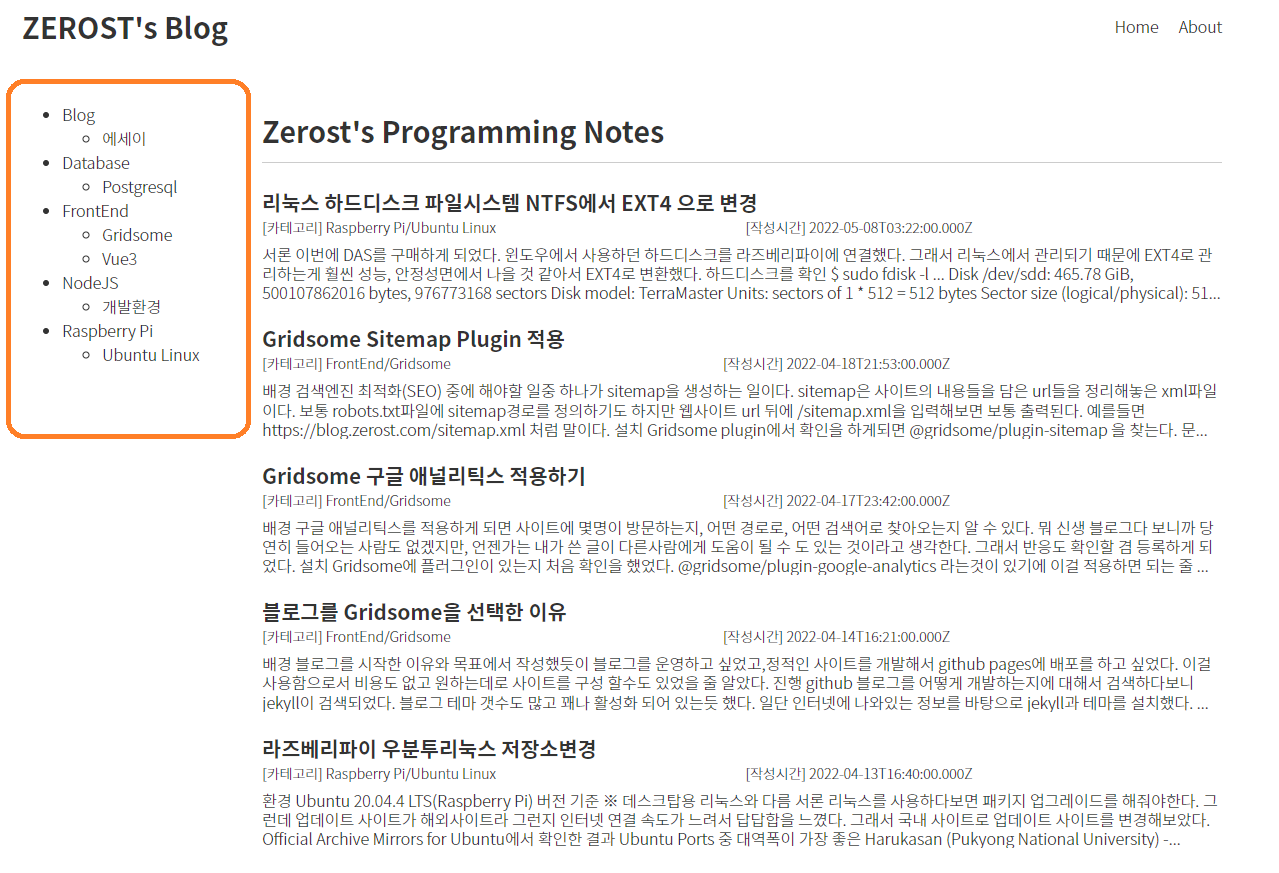 ZEROST's Blog
Home About
Blog
에세이
Database
Postgresql
FrontEnd
Gridsome
Vue3
NodeJS
개발환경
Raspberry Pi
Ubuntu Linux
Zerost's Programming Notes
리눅스 하드디스크 파일시스템 NTFS에서 EXT4 으로 변경
[카테고리] Raspberry Pi/Ubuntu Linux [작성시간] 2022-05-08T03:22:00.000Z
서론 이번에 DAS를 구매하게 되었다. 윈도우에서 사용하던 하드디스크를 라즈베리파이에 연결했다. 그래서 리눅스에서 관리되기 때문에 EXT4로 관
리하는게 훨씬 성능, 안정성면에서 나을 것 같아서 EXT4로 변환했다. 하드디스크를 확인 $ sudo fdisk -l ... Disk /dev/sdd: 465.78 GiB,
500107862016 bytes, 976773168 sectors Disk model: TerraMaster Units: sectors of 1 * 512 = 512 bytes Sector size (logical/physical): 51...
Gridsome Sitemap Plugin 적용
[카테고리] FrontEnd/Gridsome [작성시간] 2022-04-18T21:53:00.000Z
배경 검색엔진 최적화(SEO) 중에 해야할 일중 하나가 sitemap을 생성하는 일이다. sitemap은 사이트의 내용들을 담은 url들을 정리해놓은 xml파일
이다. 보통 robots.txt파일에 sitemap경로를 정의하기도 하지만 웹사이트 url 뒤에 /sitemap.xml을 입력해보면 보통 출력된다. 예를들면
https://blog.zerost.com/sitemap.xml 처럼 말이다. 설치 Gridsome plugin에서 확인을 하게되면 @gridsome/plugin-sitemap 을 찾는다. 문...
Gridsome 구글 애널리틱스 적용하기
[카테고리] FrontEnd/Gridsome [작성시간] 2022-04-17T23:42:00.000Z
배경 구글 애널리틱스를 적용하게 되면 사이트에 몇명이 방문하는지, 어떤 경로로, 어떤 검색어로 찾아오는지 알 수 있다. 뭐 신생 블로그다 보니까 당
연히 들어오는 사람도 없겠지만, 언젠가는 내가 쓴 글이 다른사람에게 도움이 될 수 도 있는 것이라고 생각한다. 그래서 반응도 확인할 겸 등록하게 되
었다. 설치 Gridsome에 플러그인이 있는지 처음 확인을 했었다. @gridsome/plugin-google-analytics 라는것이 있기에 이걸 적용하면 되는 줄 ...
블로그를 Gridsome을 선택한 이유
[카테고리] FrontEnd/Gridsome [작성시간] 2022-04-14T16:21:00.000Z
배경 블로그를 시작한 이유와 목표에서 작성했듯이 블로그를 운영하고 싶었고,정적인 사이트를 개발해서 github pages에 배포를 하고 싶었다. 이걸
사용함으로서 비용도 없고 원하는데로 사이트를 구성 할수도 있었을 줄 알았다. 진행 github 블로그를 어떻게 개발하는지에 대해서 검색하다보니
jekyll이 검색되었다. 블로그 테마 갯수도 많고 꽤나 활성화 되어 있는듯 했다. 일단 인터넷에 나와있는 정보를 바탕으로 jekyll과 테마를 설치했다. ...
라즈베리파이 우분투리눅스 저장소변경
[카테고리] Raspberry Pi/Ubuntu Linux [작성시간] 2022-04-13T16:40:00.000Z
환경 Ubuntu 20.04.4 LTS(Raspberry Pi) 버전 기준 ※ 데스크탑용 리눅스와 다름 서론 리눅스를 사용하다보면 패키지 업그레이드를 해줘야한다. 그
런데 업데이트 사이트가 해외사이트라 그런지 인터넷 연결 속도가 느려서 답답함을 느꼈다. 그래서 국내 사이트로 업데이트 사이트를 변경해보았다.
Official Archive Mirrors for Ubuntu에서 확인한 결과 Ubuntu Ports 중 대역폭이 가장 좋은 Harukasan (Pukyong National University) -...